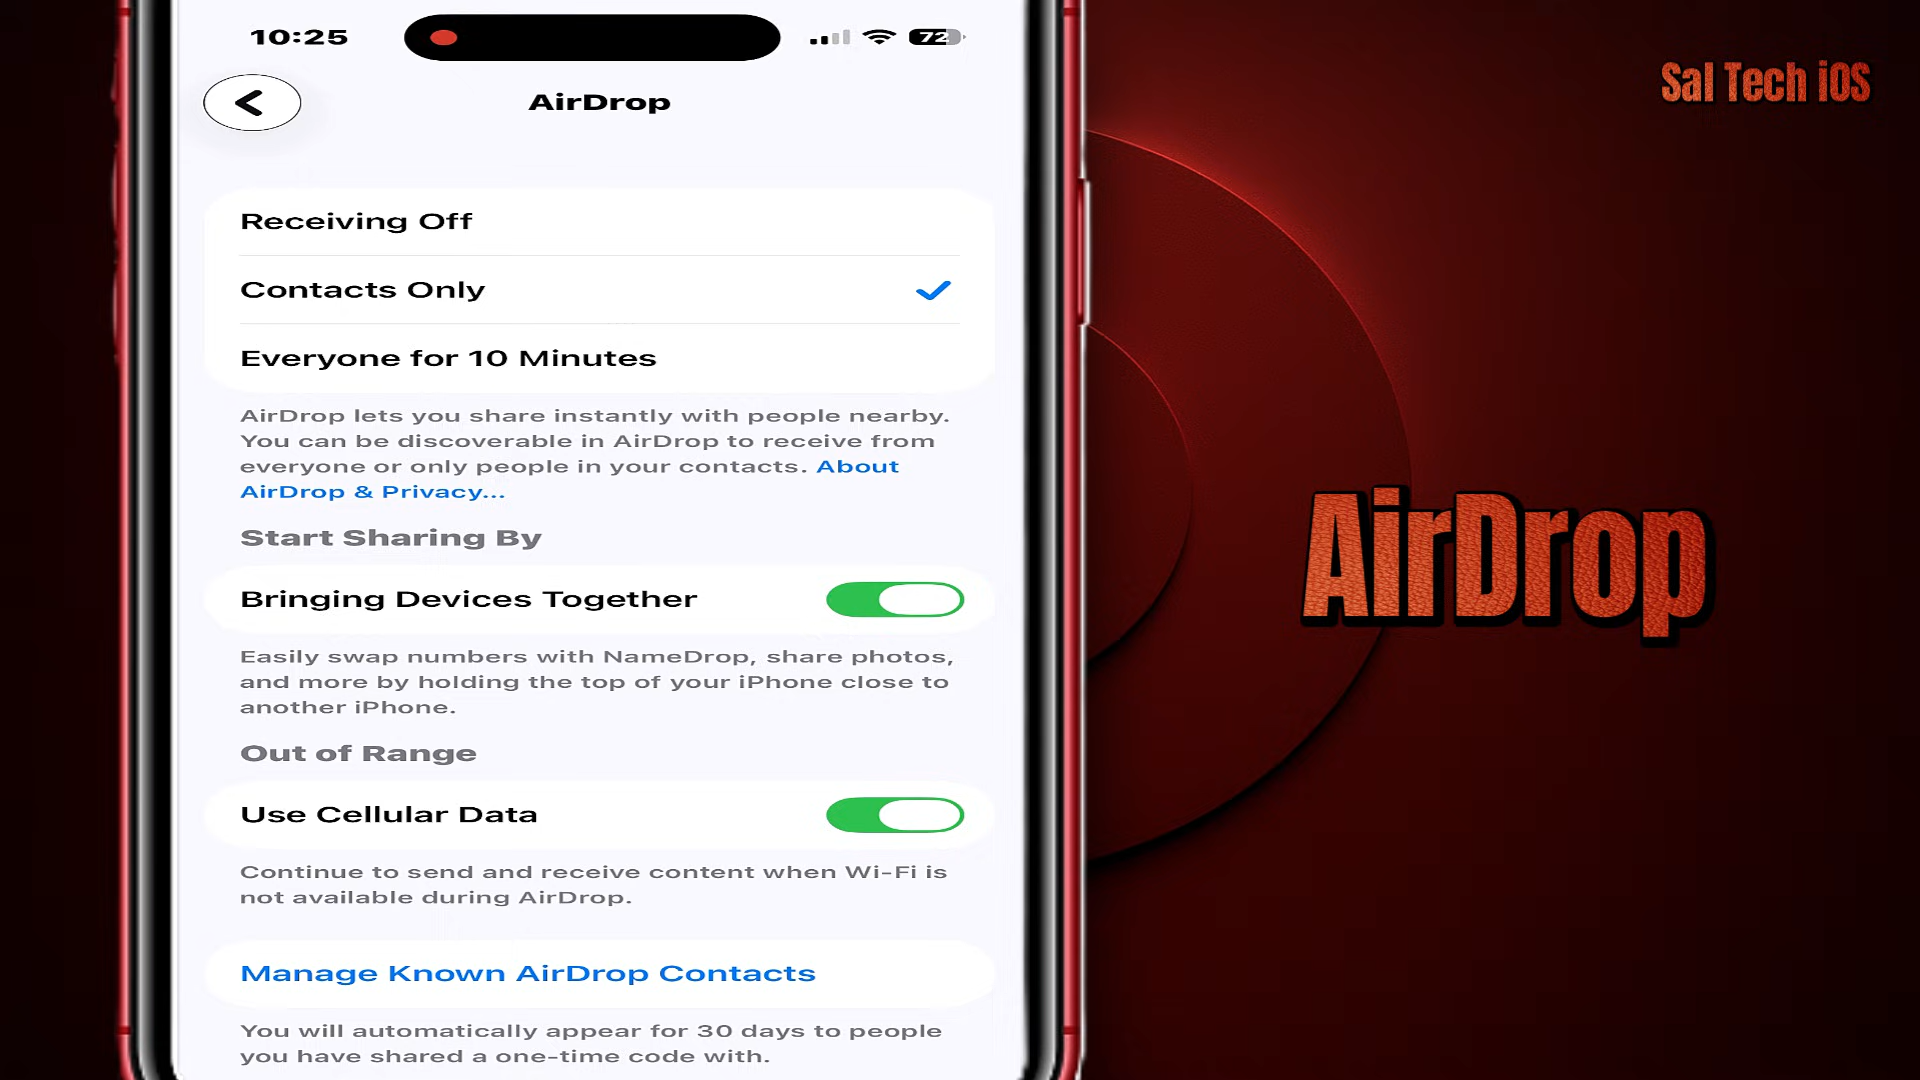 10:25
72
Sal Tech iOS
AirDrop
Receiving Off
Contacts Only
Everyone for 10 Minutes
AirDrop lets you share instantly with people nearby.
You can be discoverable in AirDrop to receive from
everyone or only people in your contacts. About
AirDrop & Privacy...
Start Sharing By
Bringing Devices Together
AirDrop
Easily swap numbers with NameDrop, share photos,
and more by holding the top of your iPhone close to
another iPhone.
Out of Range
Use Cellular Data
Continue to send and receive content when Wi-Fi is
not available during AirDrop.
Manage Known AirDrop Contacts
You will automatically appear for 30 days to people
you have shared a one-time code with.